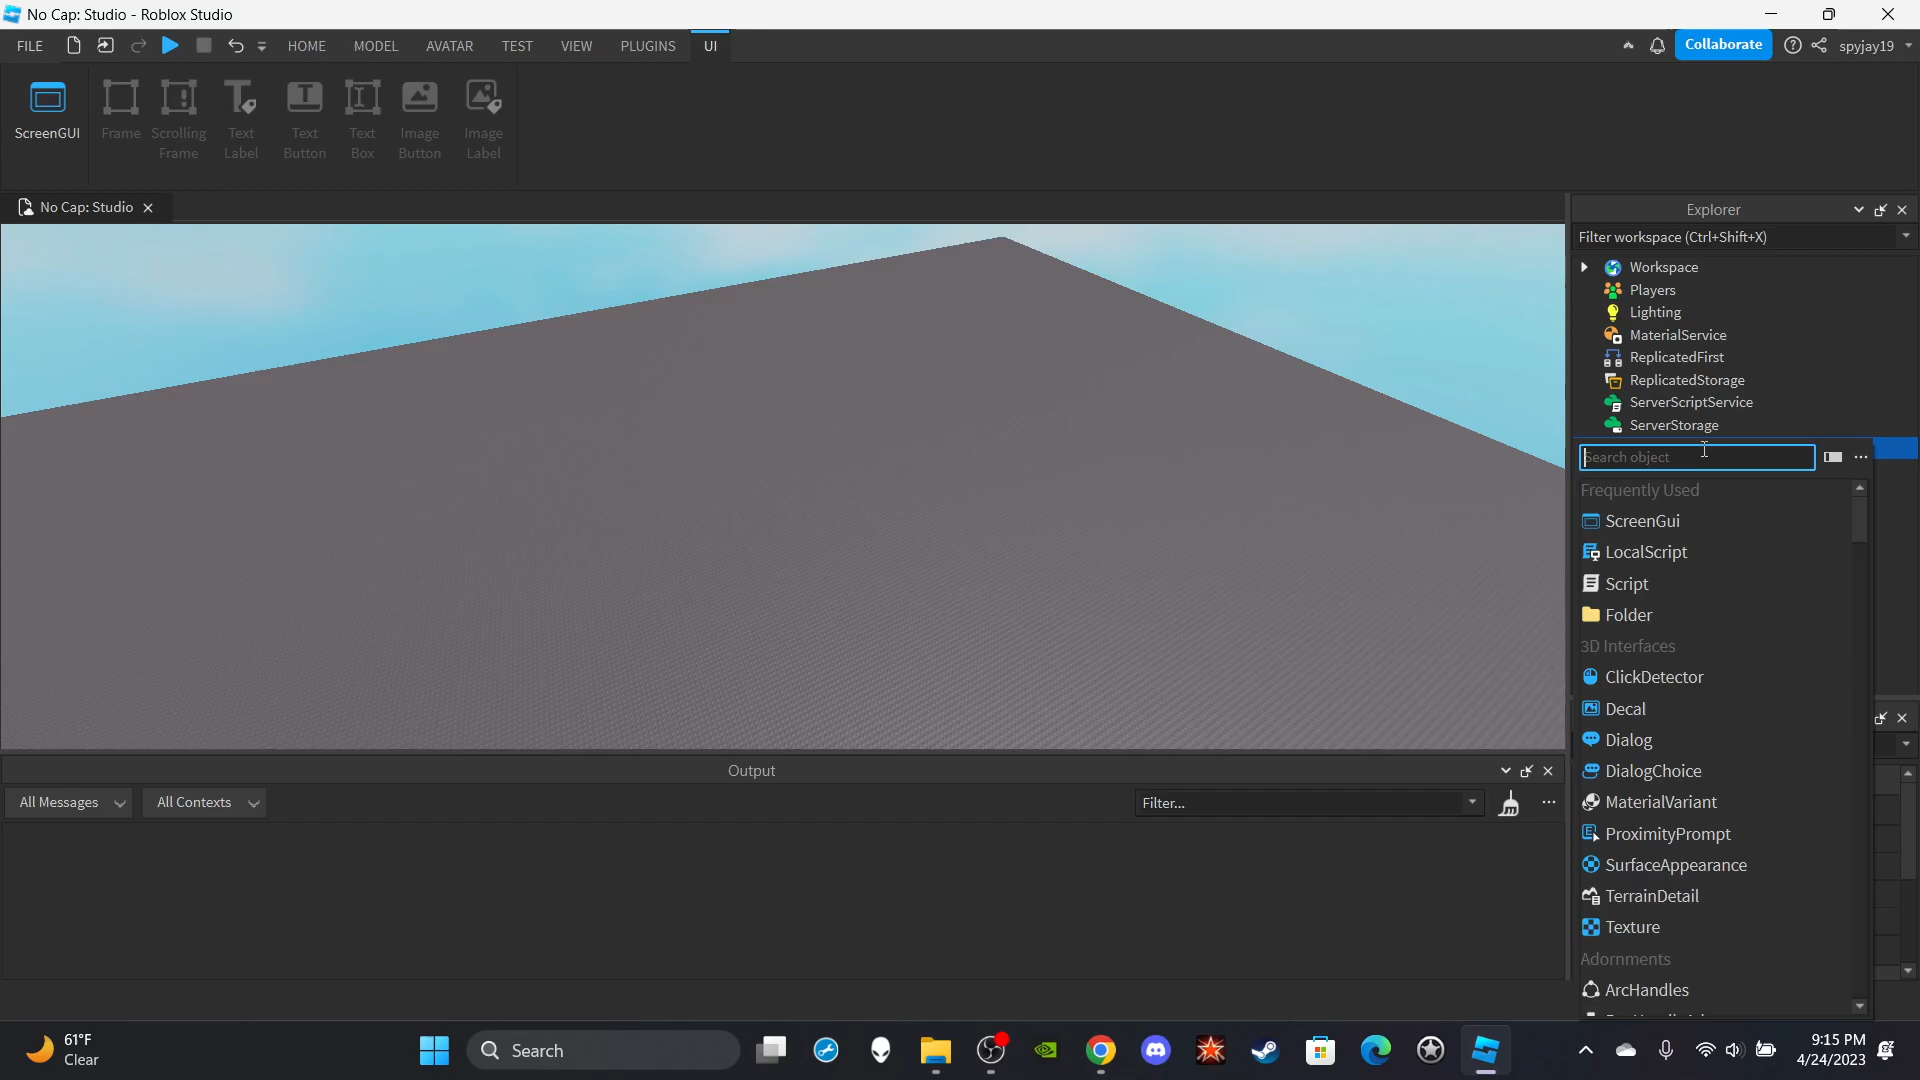 No Cap: Studio - Roblox Studio
FILE HOME MODEL AVATAR TEST VIEW PLUGINS UI Collaborate spyjay19
ScreenGUI
Frame
Scrolling
Frame
Text
Label
Text
Button
Text
Box
Image
Button
Image
Label
No Cap: Studio
Explorer
Filter workspace (Ctrl+Shift+X)
Workspace
Players
Lighting
MaterialService
ReplicatedFirst
ReplicatedStorage
ServerScriptService
ServerStorage
Search object
Frequently Used
ScreenGui
LocalScript
Script
Folder
3D Interfaces
ClickDetector
Decal
Dialog
DialogChoice
MaterialVariant
ProximityPrompt
SurfaceAppearance
TerrainDetail
Texture
Adornments
ArcHandles
Output
All Messages All Contexts Filter...
61°F
Clear
Search
9:15 PM
4/24/2023